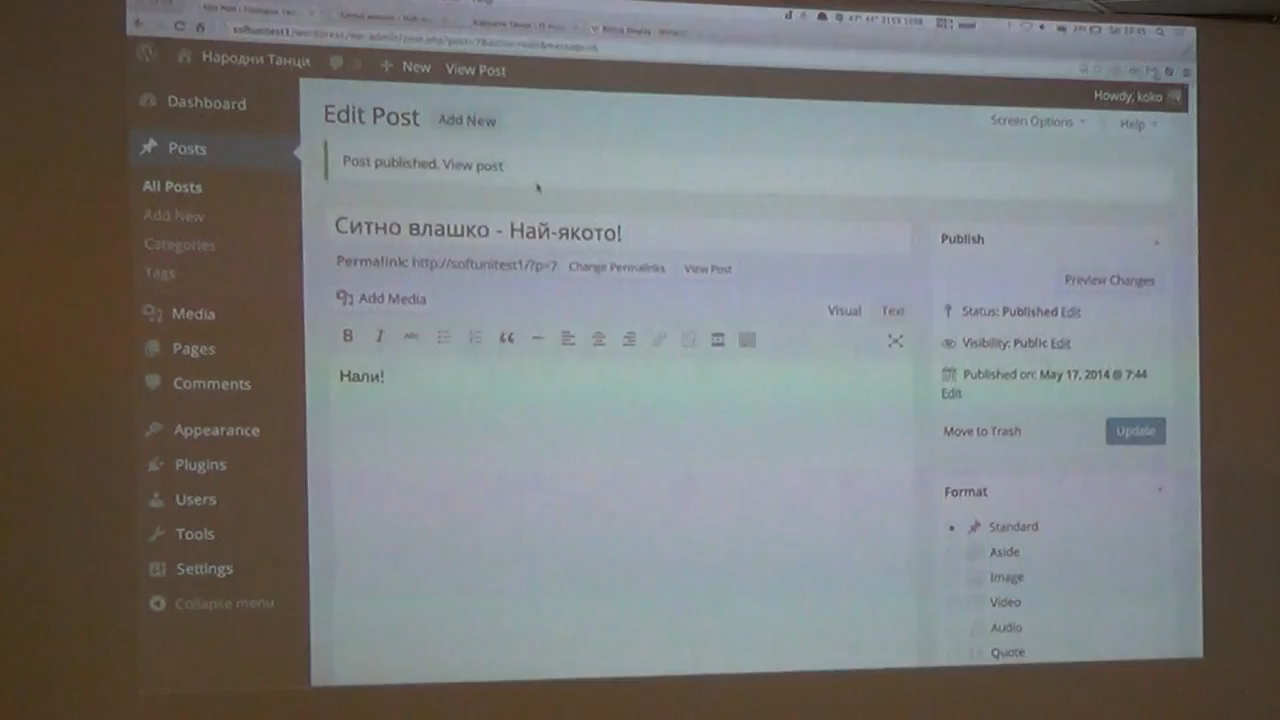 Народни Танци
New
View Post
Howdy, koko
Dashboard
Posts
All Posts
Add New
Categories
Tags
Media
Pages
Comments
Appearance
Plugins
Users
Tools
Settings
Collapse menu
Edit Post Add New
Screen Options Help
Post published. View post
Ситно влашко - Най-якото!
Permalink: http://softunitest1/?p=7 Change Permalinks View Post
Add Media
Visual Text
B I ABC
Нали!
Publish
Preview Changes
Status: Published Edit
Visibility: Public Edit
Published on: May 17, 2014 @ 7:44
Edit
Move to Trash Update
Format
Standard
Aside
Image
Video
Audio
Quote